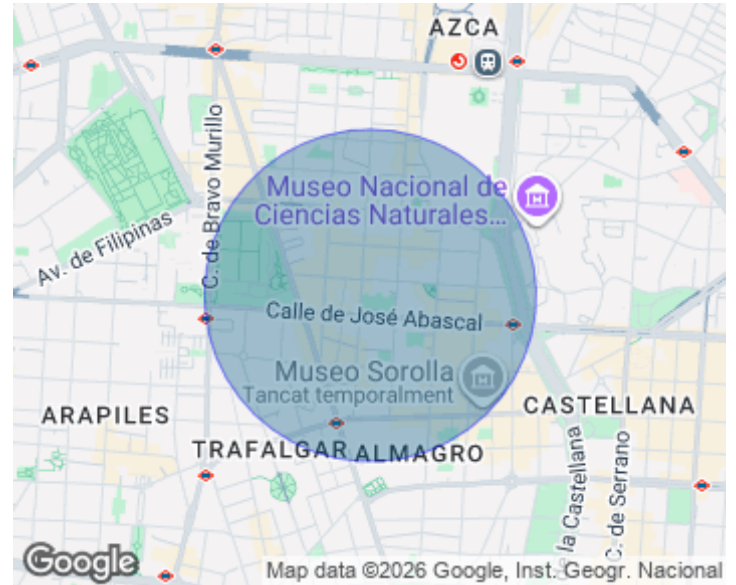 AZCA
C. de Bravo Murillo
Museo Nacional de
Ciencias Naturales...
Av. de Filipinas
Calle de José Abascal
Museo Sorolla
Tancat temporalment
ARAPILES
CASTELLANA
TRAFALGAR
ALMAGRO
la Castellana
C. de Serrano
Google
Map data ©2026 Google, Inst. Geogr. Nacional